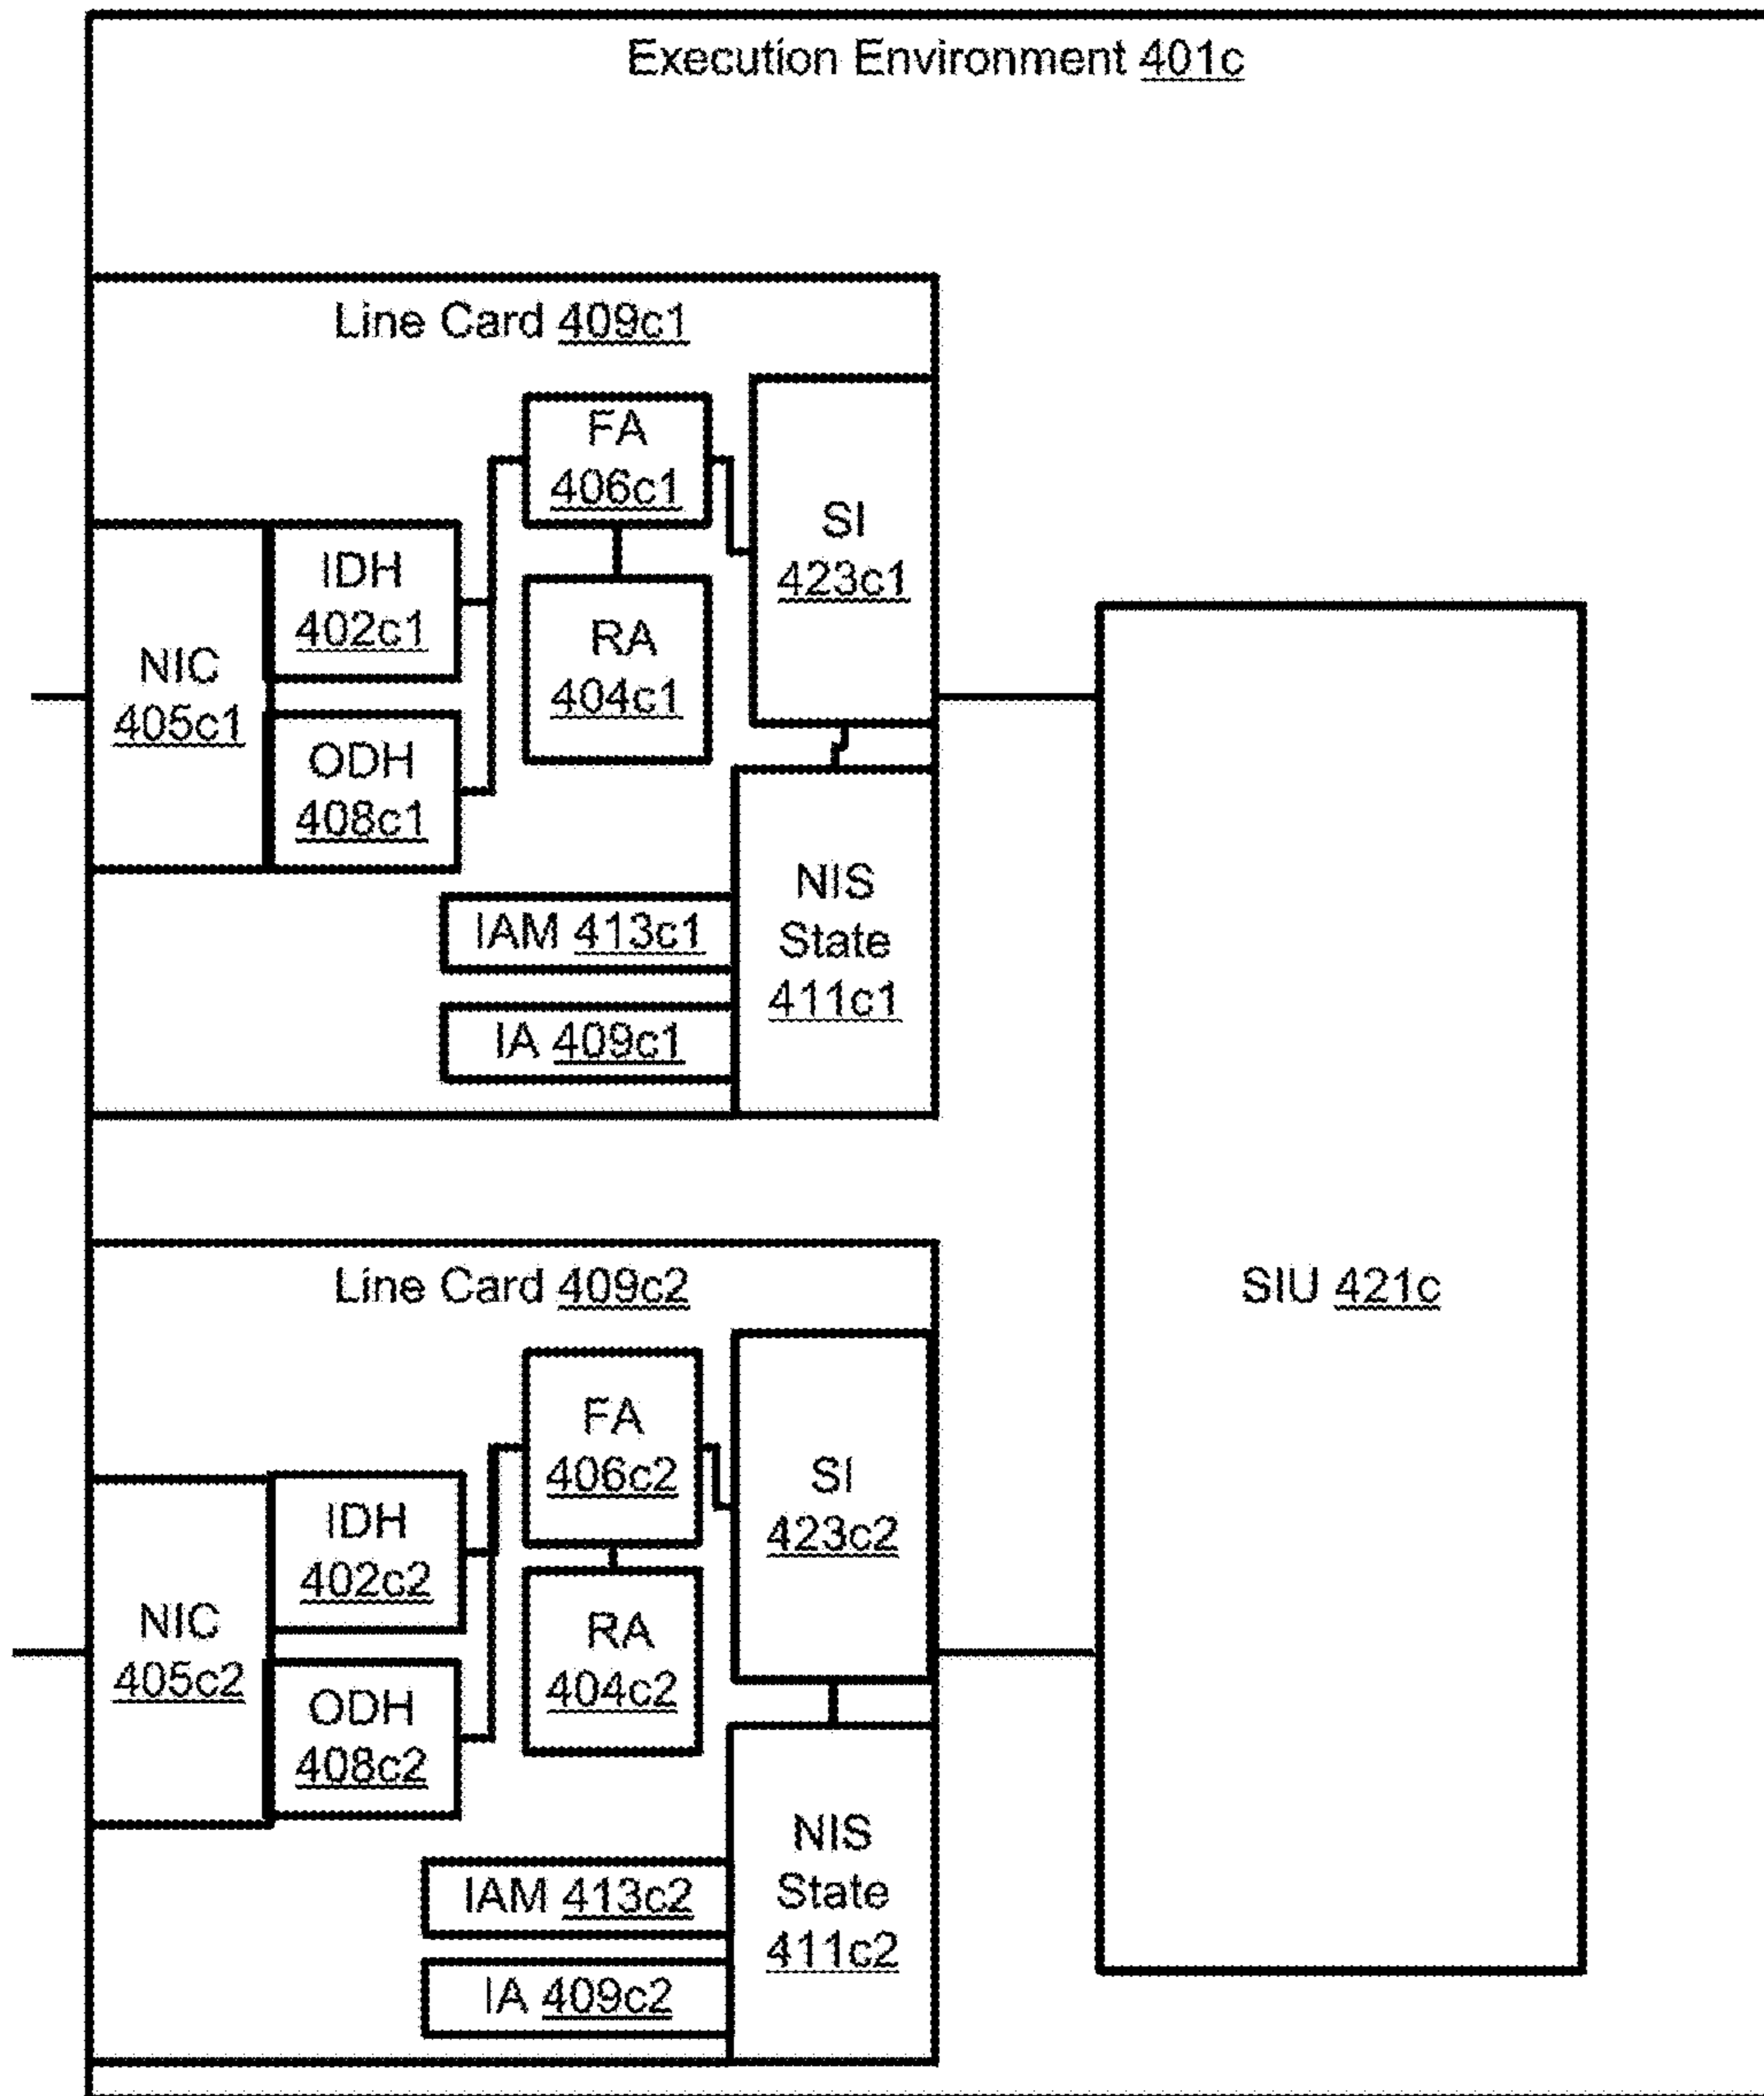 Execution Environment 401c
Line Card 409c1
FA
406c1
SI
423c1
IDH
402c1
RA
404c1
NIC
405c1
ODH
408c1
NIS
State
411c1
IAM 413c1
IA 409c1
Line Card 409c2
SIU 421c
FA
406c2
SI
423c2
IDH
402c2
RA
404c2
NIC
405c2
ODH
408c2
NIS
State
411c2
IAM 413c2
IA 409c2